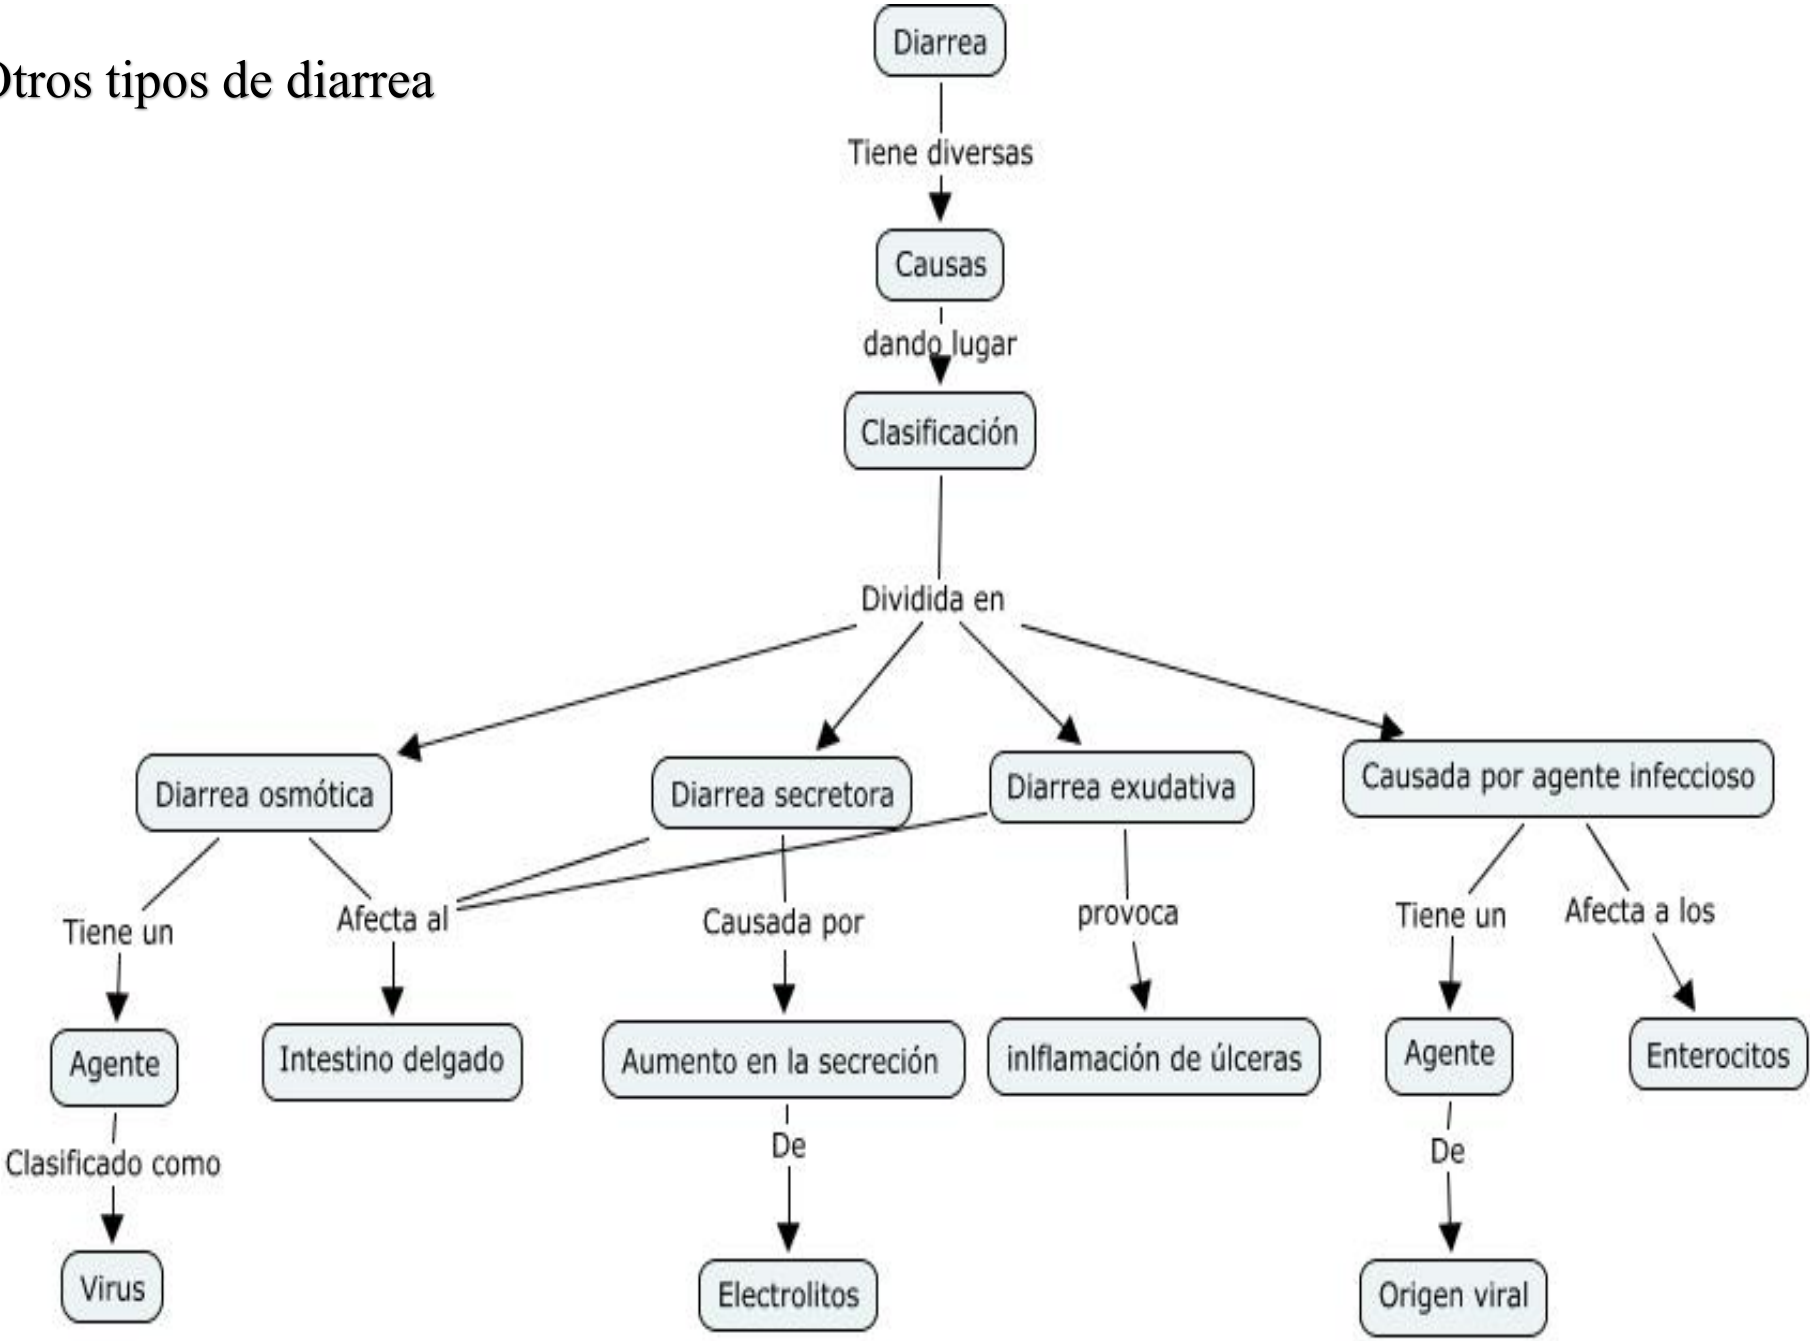 Otros tipos de diarrea
Diarrea
Tiene diversas
Causas
dando lugar
Clasificación
Dividida en
Diarrea osmótica
Diarrea secretora
Diarrea exudativa
Causada por agente infeccioso
Tiene un
Afecta al
Causada por
provoca
Tiene un
Afecta a los
Agente
Intestino delgado
Aumento en la secreción
inlflamación de úlceras
Agente
Enterocitos
Clasificado como
De
De
Virus
Electrolitos
Origen viral